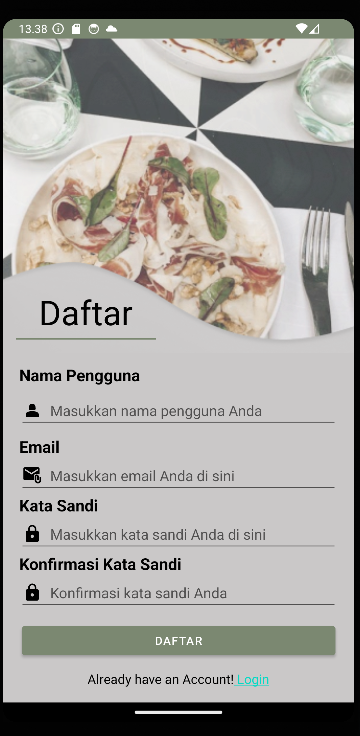 13.38
Daftar
Nama Pengguna
Masukkan nama pengguna Anda
Email
Masukkan email Anda di sini
Kata Sandi
Masukkan kata sandi Anda di sini
Konfirmasi Kata Sandi
Konfirmasi kata sandi Anda
DAFTAR
Already have an Account! Login